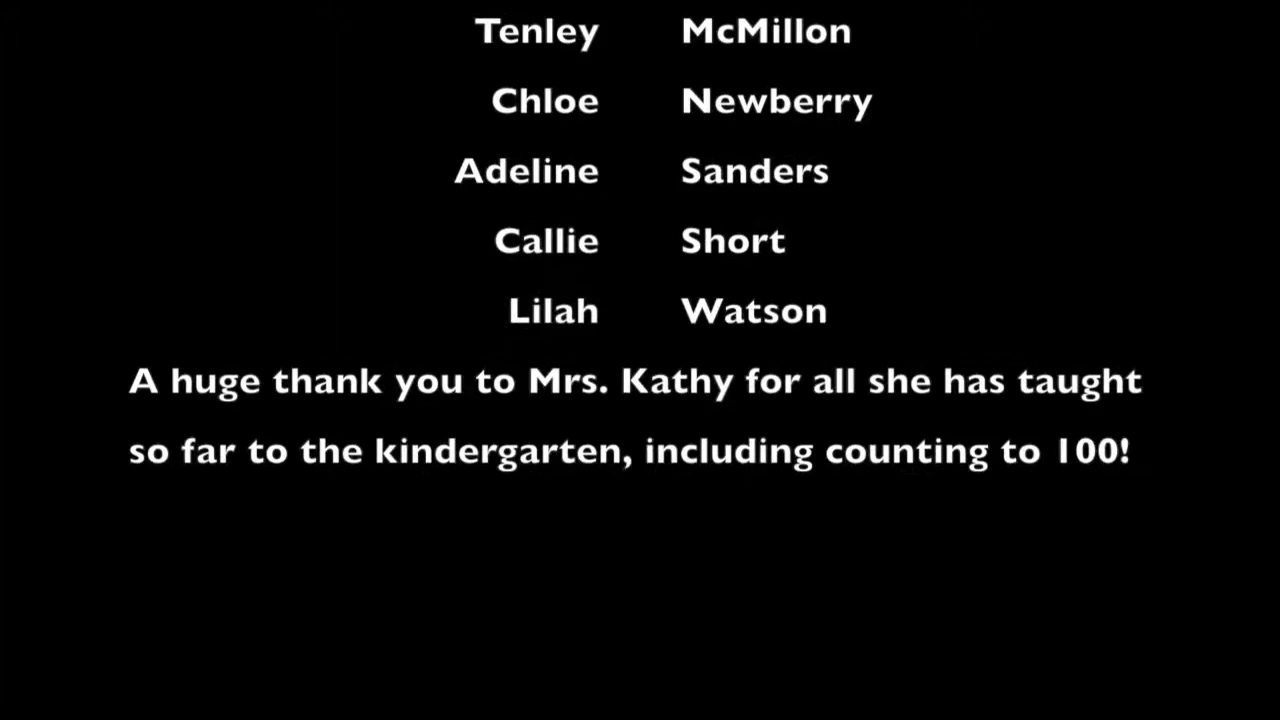 Tenley McMillon
Chloe Newberry
Adeline Sanders
Callie Short
Lilah Watson
A huge thank you to Mrs. Kathy for all she has taught
so far to the kindergarten, including counting to 100!